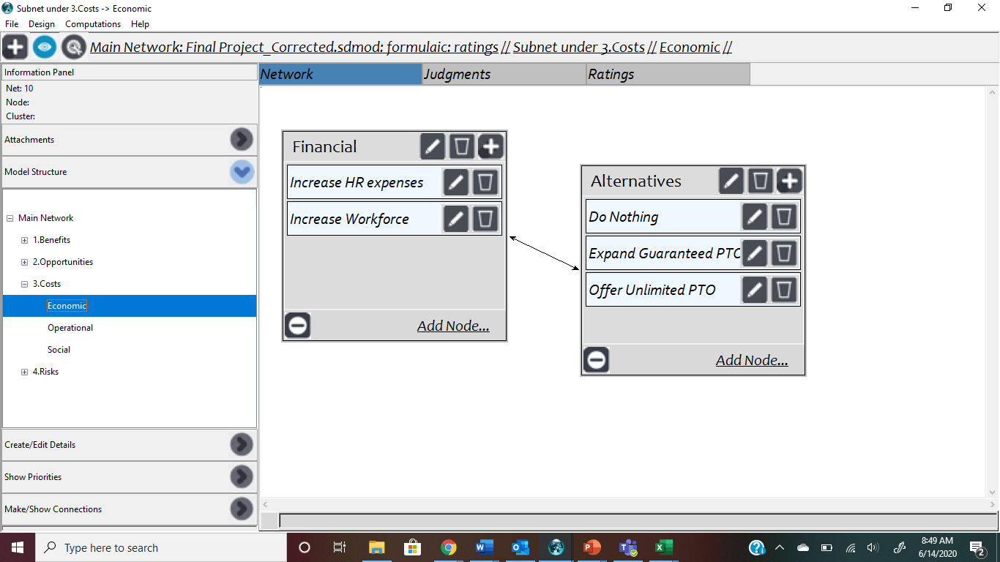 Subnet under 3.Costs -> Economic
File Design Computations Help
Main Network: Final Project_Corrected.sdmod: formulaic: ratings // Subnet under 3.Costs // Economic //
Information Panel
Net: 10
Node:
Cluster:
Attachments
Model Structure
Main Network
1.Benefits
2.Opportunities
3.Costs
Economic
Operational
Social
4.Risks
Create/Edit Details
Show Priorities
Make/Show Connections
Network Judgments Ratings
Financial
Increase HR expenses
Increase Workforce
Add Node...
Alternatives
Do Nothing
Expand Guaranteed PTO
Offer Unlimited PTO
Add Node...
Type here to search
8:49 AM
6/14/2020
2